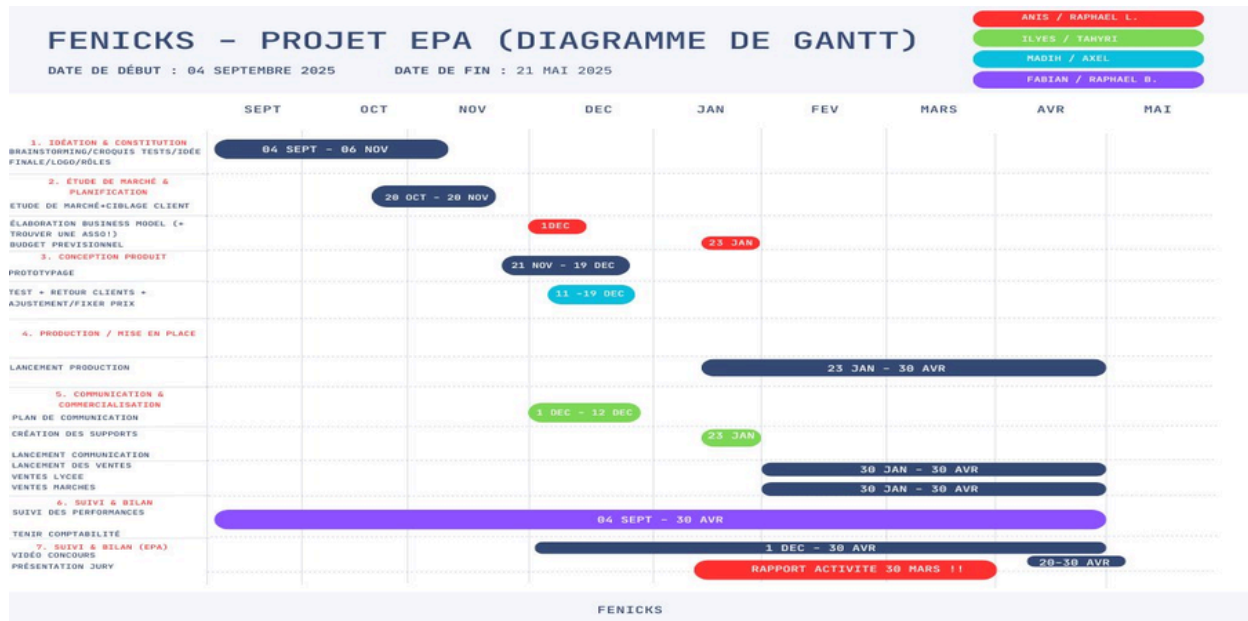 ANIS / RAPHAEL L.
FENICKS – PROJET EPA (DIAGRAMME DE GANTT)
ILYES / TAHYRI
MADIH / AXEL
DATE DE DÉBUT : 04 SEPTEMBRE 2025 DATE DE FIN : 21 MAI 2025
FABIAN / RAPHAEL B.
SEPT OCT NOV DEC JAN FEV MARS AVR MAI
1. IDÉATION & CONSTITUTION
BRAINSTORMING/CROQUIS TESTS/IDÉE
FINALE/LOGO/RÔLES
04 SEPT – 06 NOV
2. ÉTUDE DE MARCHÉ &
PLANIFICATION
ETUDE DE MARCHÉ+CIBLAGE CLIENT
20 OCT – 20 NOV
ÉLABORATION BUSINESS MODEL (+
TROUVER UNE ASSO!)
1DEC
BUDGET PREVISIONNEL
23 JAN
3. CONCEPTION PRODUIT
PROTOTYPAGE
21 NOV – 19 DEC
TEST + RETOUR CLIENTS +
AJUSTEMENT/FIXER PRIX
11 -19 DEC
4. PRODUCTION / MISE EN PLACE
LANCEMENT PRODUCTION
23 JAN – 30 AVR
5. COMMUNICATION &
COMMERCIALISATION
PLAN DE COMMUNICATION
1 DEC – 12 DEC
CRÉATION DES SUPPORTS
23 JAN
LANCEMENT COMMUNICATION
LANCEMENT DES VENTES
30 JAN – 30 AVR
VENTES LYCEE
VENTES MARCHES
30 JAN – 30 AVR
6. SUIVI & BILAN
SUIVI DES PERFORMANCES
04 SEPT – 30 AVR
TENIR COMPTABILITÉ
7. SUIVI & BILAN (EPA)
1 DEC – 30 AVR
VIDÉO CONCOURS
20-30 AVR
PRÉSENTATION JURY
RAPPORT ACTIVITE 30 MARS !!
FENICKS